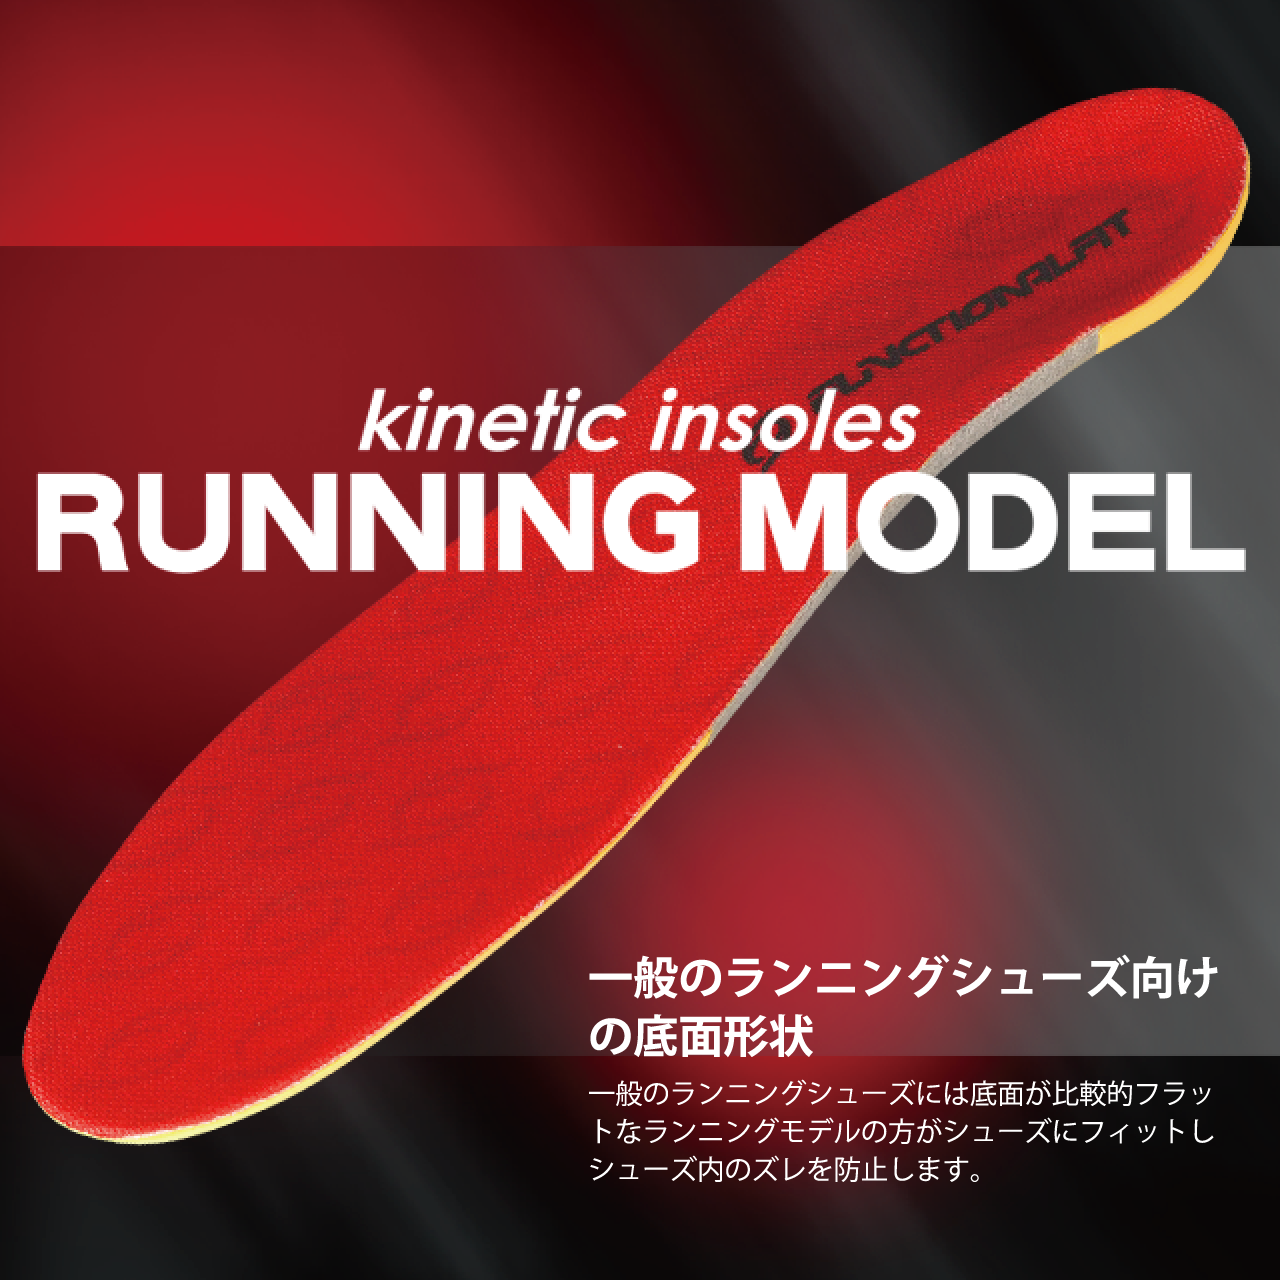 FUNCTIONALFIT
kinetic insoles
RUNNING MODEL
一般のランニングシューズ向け
の底面形状
一般のランニングシューズには底面が比較的フラッ
トなランニングモデルの方がシューズにフィットし
シューズ内のズレを防止します。